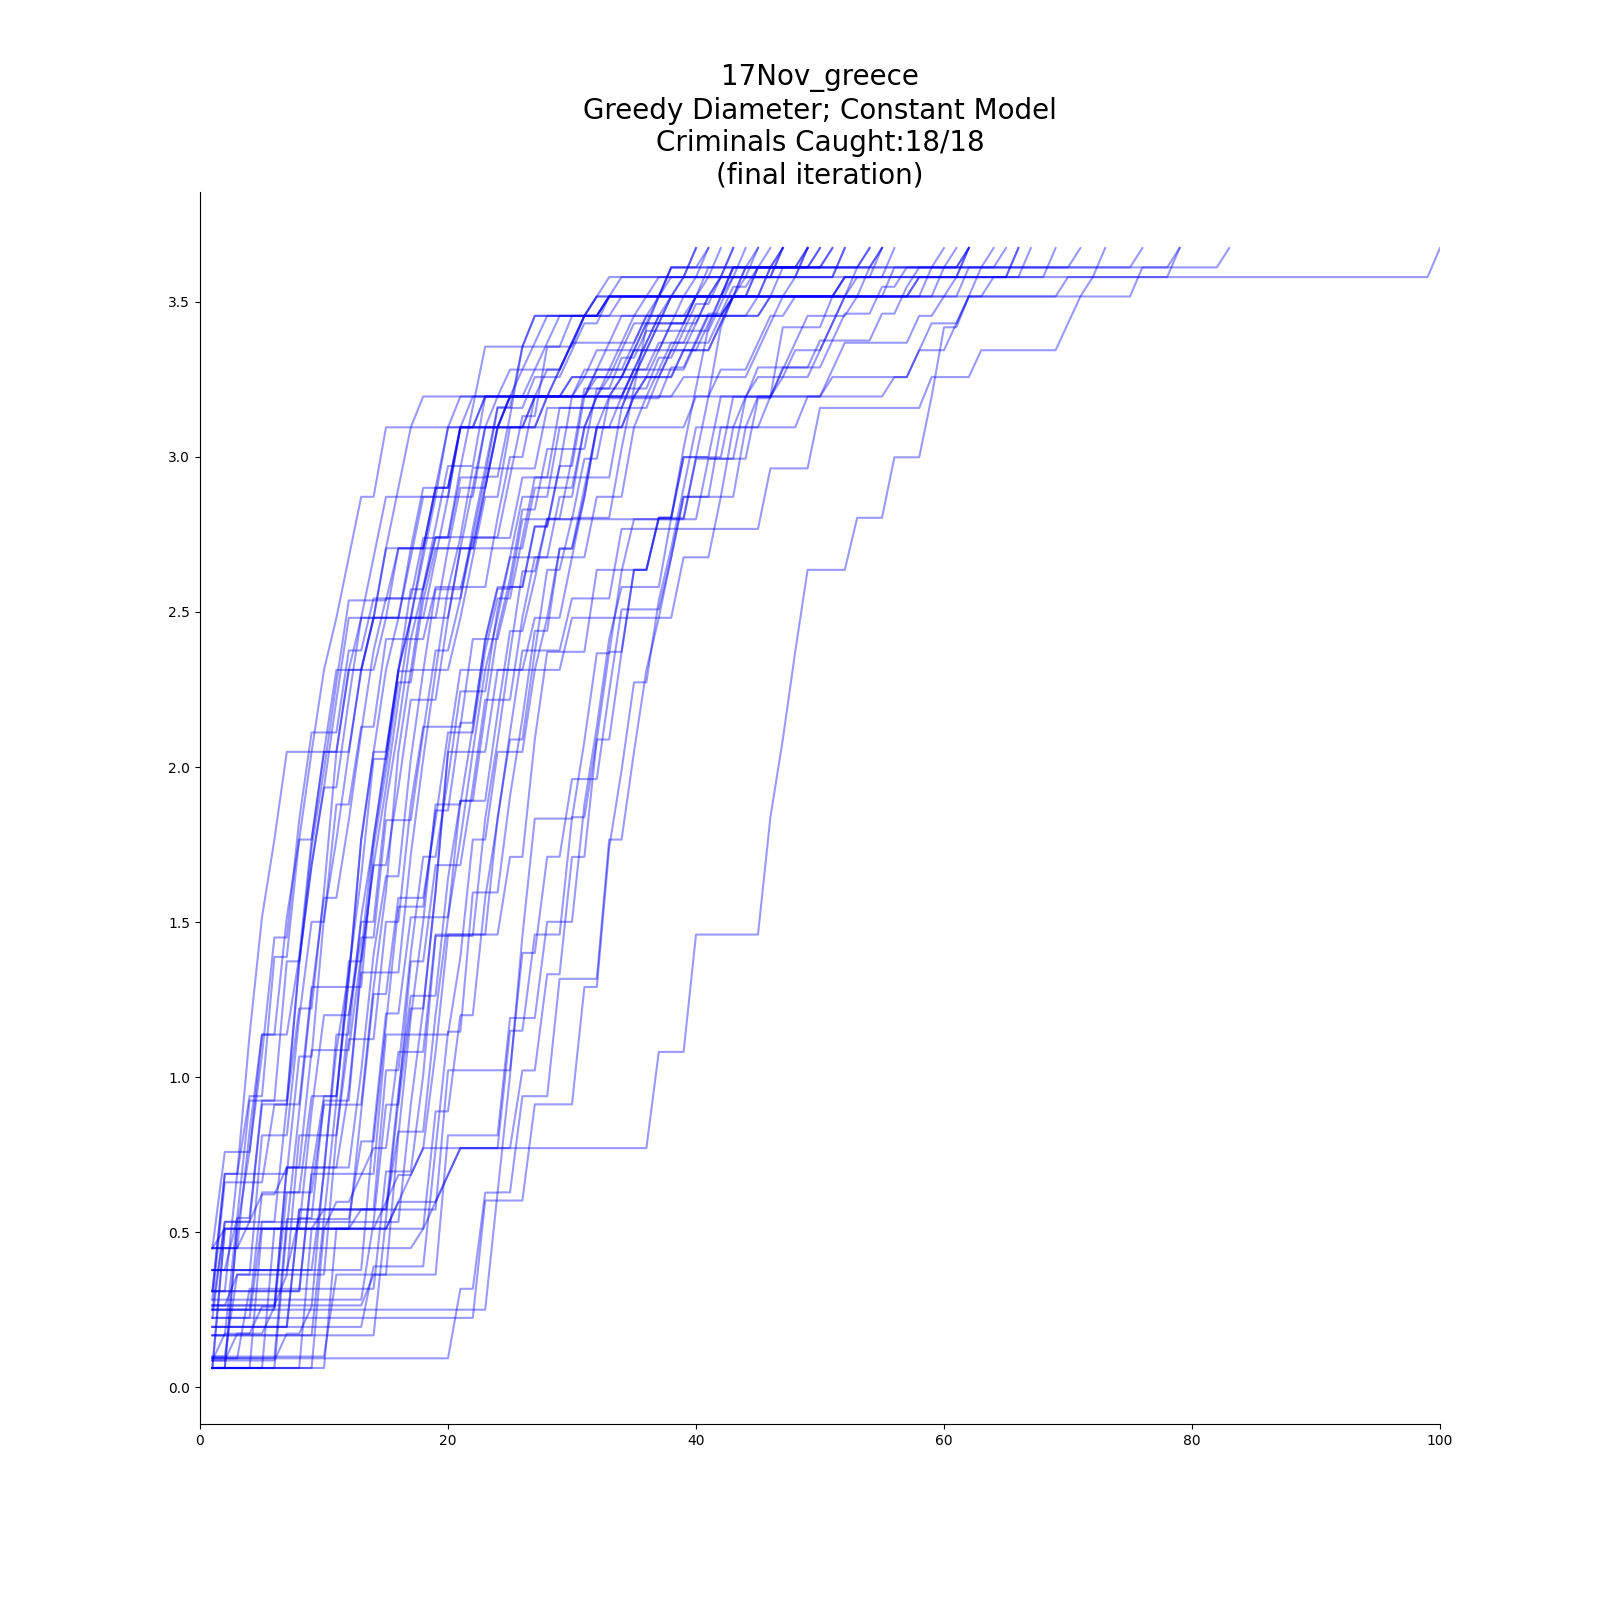 17Nov_greece
Greedy Diameter; Constant Model
Criminals Caught:18/18
(final iteration)
3.5
3.0
2.5
2.0
1.5
1.0
0.5
0.0
0 20 40 60 80 100